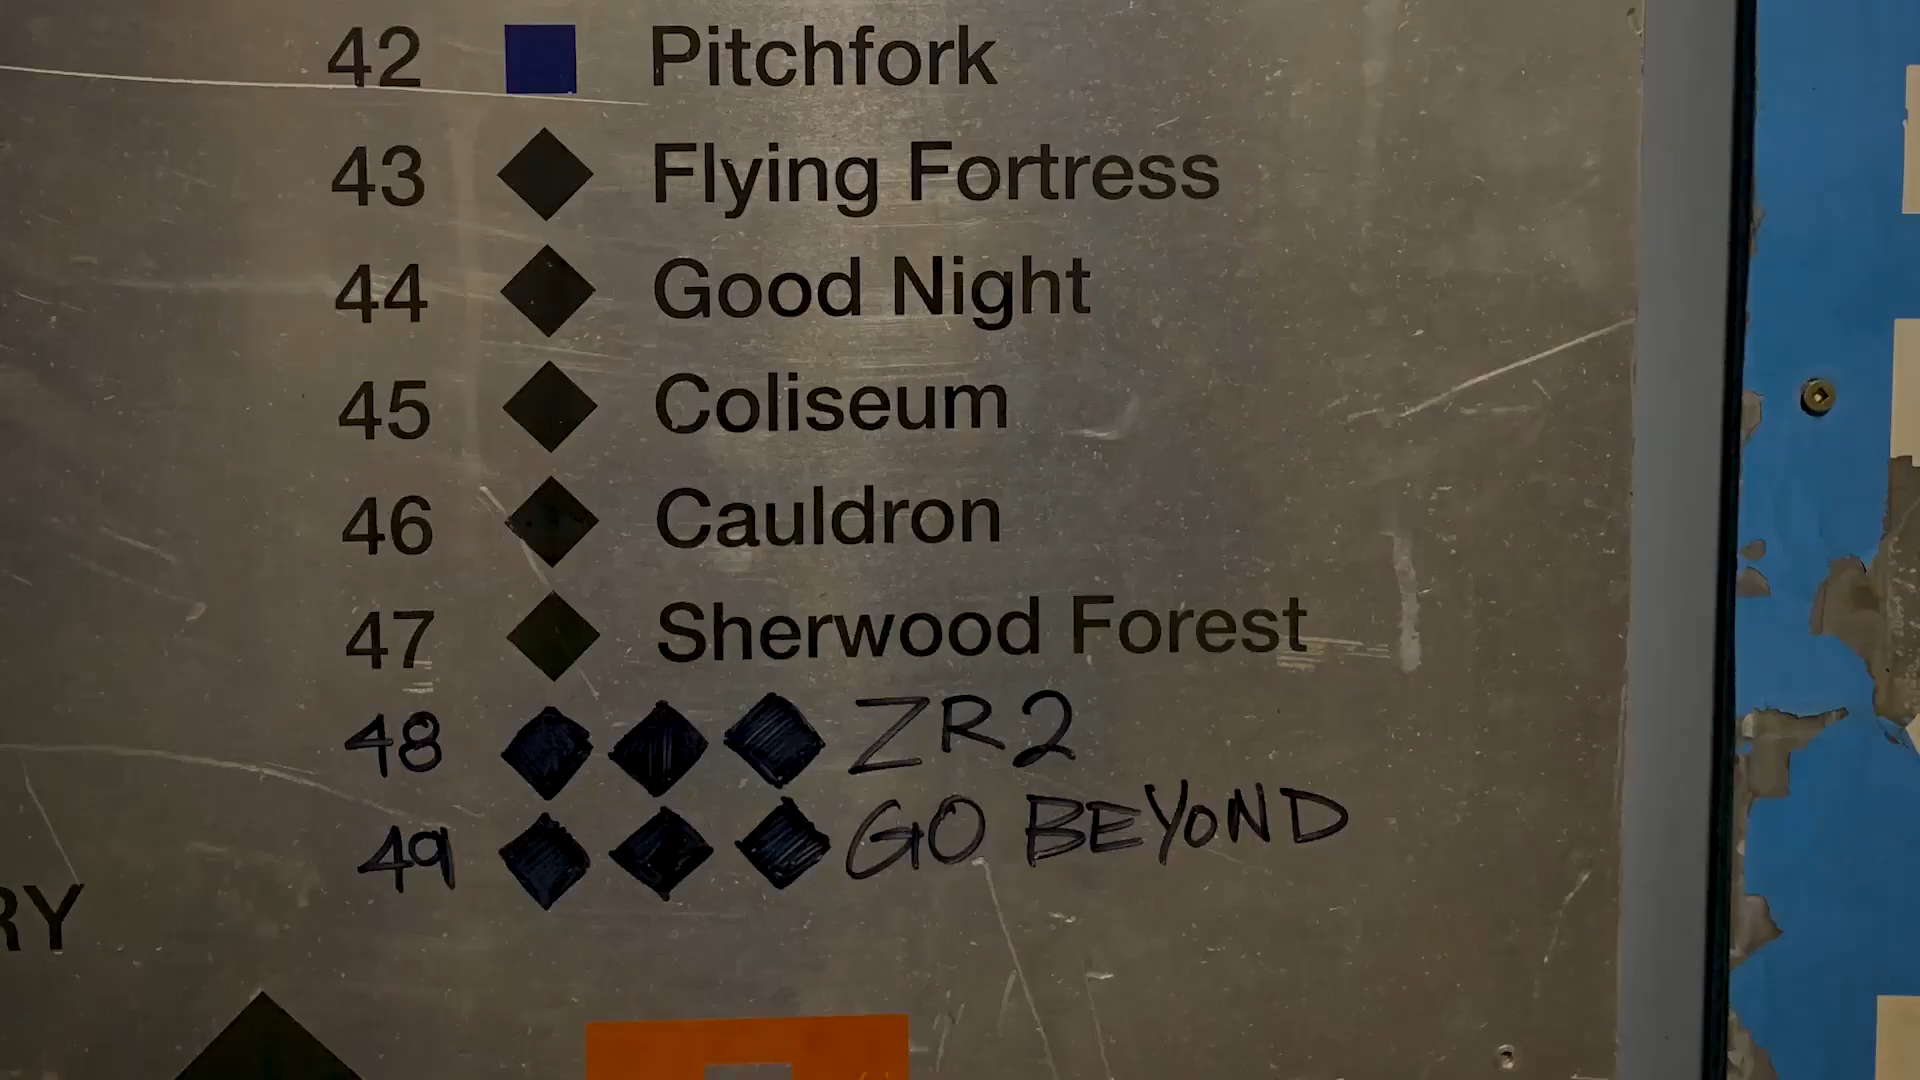 42 Pitchfork
43 Flying Fortress
44 Good Night
45 Coliseum
46 Cauldron
47 Sherwood Forest
48 ZR2
49 GO BEYOND
RY